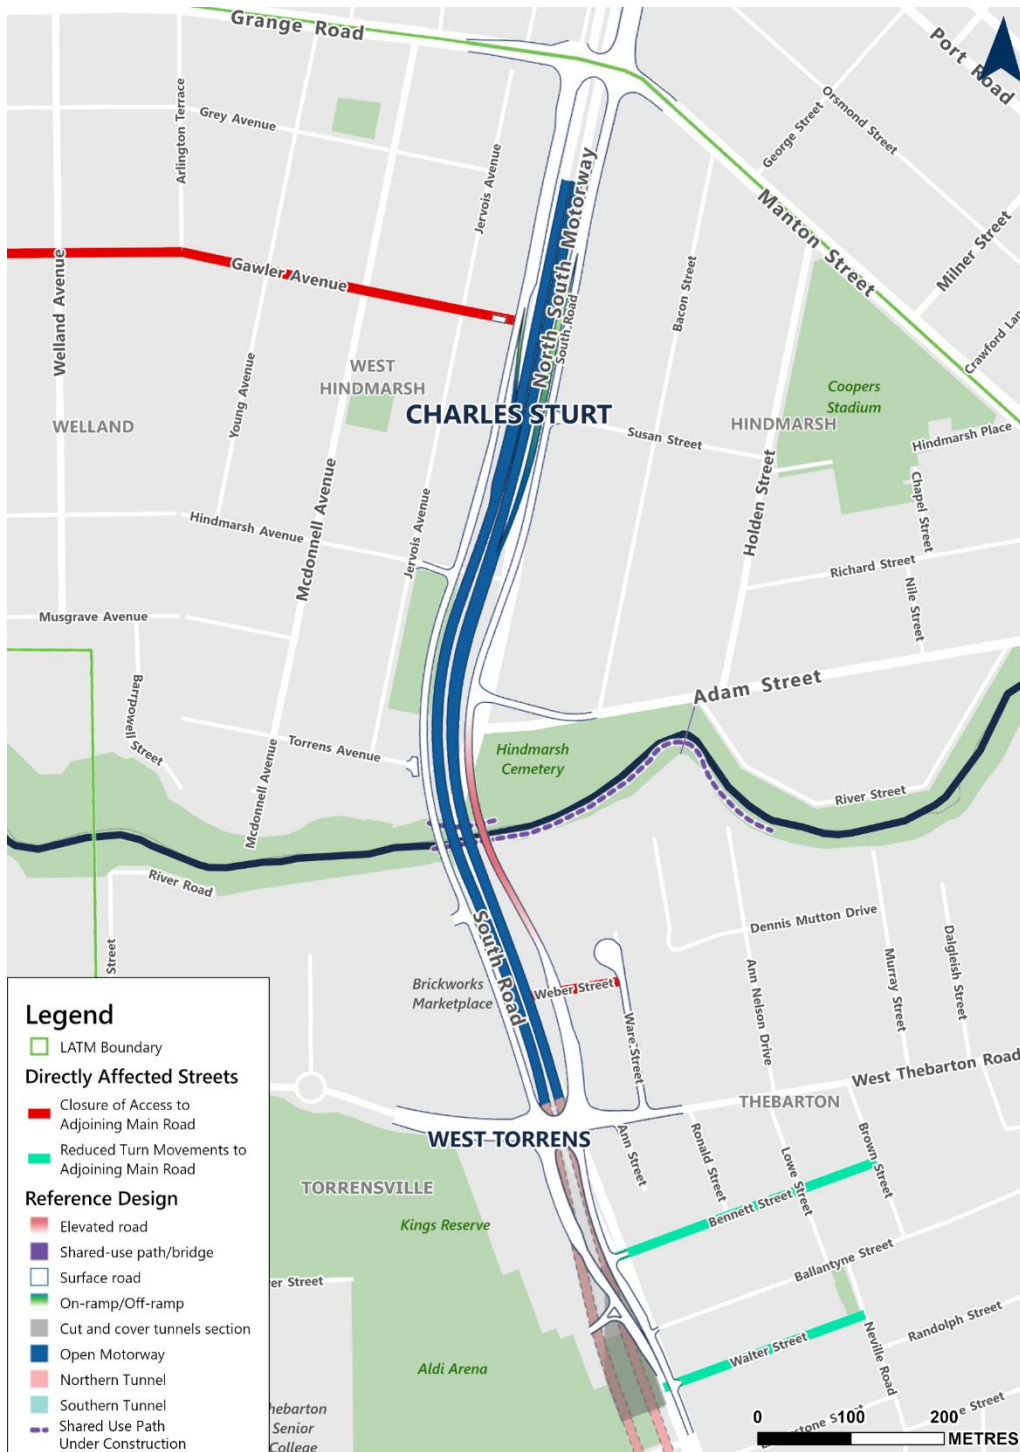 Grange Road
Port Road
Arlington Terrace
Grey Avenue
Jervois Avenue
North South Motorway
South Road
Orsmond Street
George Street
Manton Street
Milner Street
Bacon Street
Welland Avenue
Gawler Avenue
Young Avenue
WEST
HINDMARSH
Crawford Lan
Coopers
Stadium
CHARLES STURT
WELLAND
Susan Street
HINDMARSH
Hindmarsh Place
Mcdonnell Avenue
Holden Street
Chapel Street
Hindmarsh Avenue
Jervois Avenue
Richard Street
Nile Street
Musgrave Avenue
Barrpowell Street
Adam Street
Torrens Avenue
Hindmarsh
Cemetery
Mcdonnell Avenue
River Street
River Road
Street
South Road
Dennis Mutton Drive
Dalgleish Street
Ann Nelson Drive
Murray Street
Brickworks
Marketplace
Weber Street
Ware Street
West Thebarton Road
THEBARTON
WEST TORRENS
Ann Street
Ronald Street
Lowe Street
Brown Street
TORRENSVILLE
Kings Reserve
Bennett Street
Ballantyne Street
er Street
Randolph Street
Walter Street
Neville Road
Aldi Arena
hebarton
Senior
College
stone S
e Street
Legend
LATM Boundary
Directly Affected Streets
Closure of Access to
Adjoining Main Road
Reduced Turn Movements to
Adjoining Main Road
Reference Design
Elevated road
Shared-use path/bridge
Surface road
On-ramp/Off-ramp
Cut and cover tunnels section
Open Motorway
Northern Tunnel
Southern Tunnel
Shared Use Path
Under Construction
0 100 200
METRES